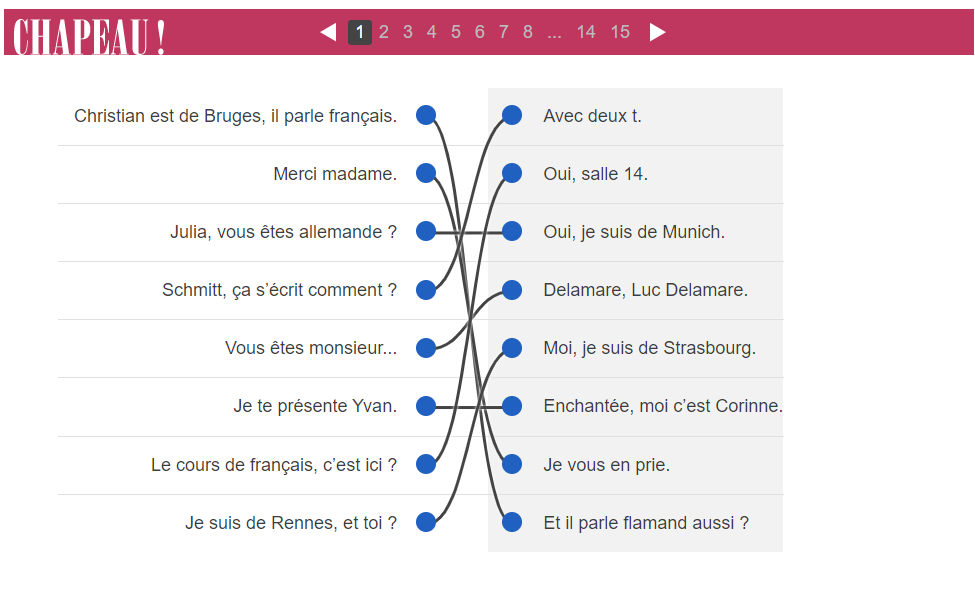 CHAPEAU !
1 2 3 4 5 6 7 8 ... 14 15
Christian est de Bruges, il parle français. Avec deux t.
Merci madame. Oui, salle 14.
Julia, vous êtes allemande ? Oui, je suis de Munich.
Schmitt, ça s’écrit comment ? Delamare, Luc Delamare.
Vous êtes monsieur... Moi, je suis de Strasbourg.
Je te présente Yvan. Enchantée, moi c’est Corinne.
Le cours de français, c’est ici ? Je vous en prie.
Je suis de Rennes, et toi ? Et il parle flamand aussi ?